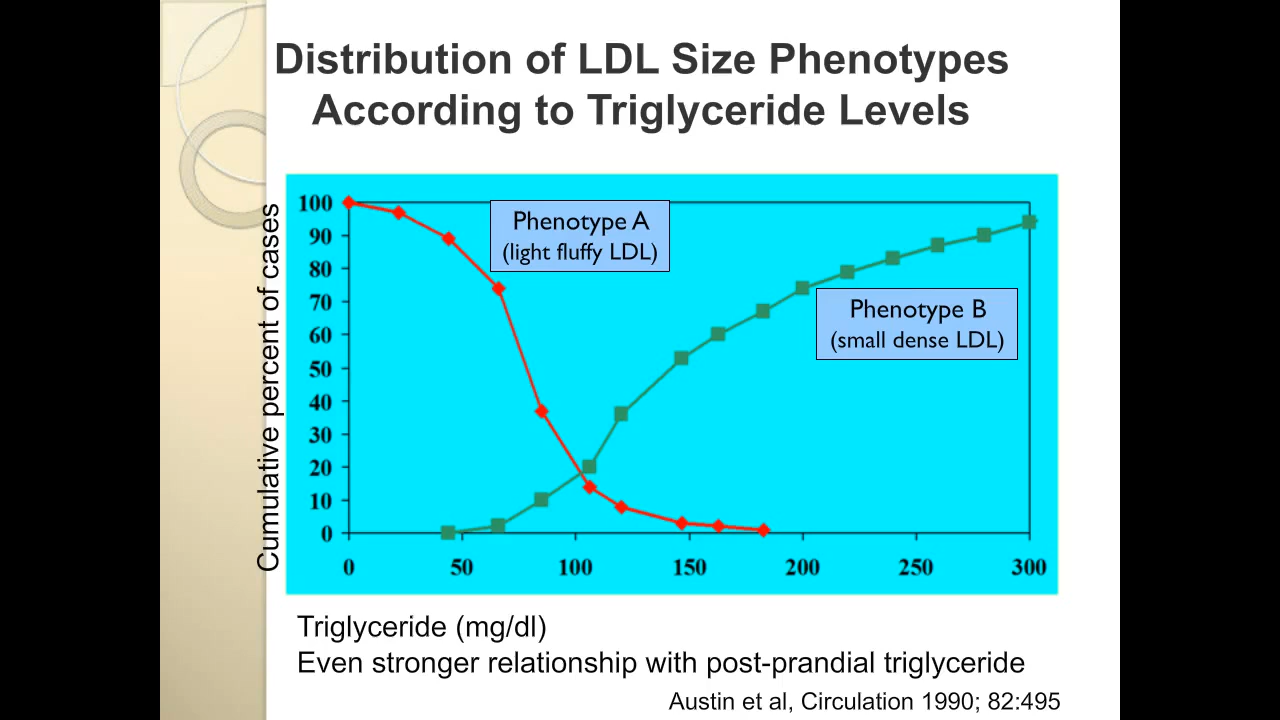 Distribution of LDL Size Phenotypes
According to Triglyceride Levels
Cumulative percent of cases
100
90
80
70
60
50
40
30
20
10
0
Phenotype A
(light fluffy LDL)
Phenotype B
(small dense LDL)
0 50 100 150 200 250 300
Triglyceride (mg/dl)
Even stronger relationship with post-prandial triglyceride
Austin et al, Circulation 1990; 82:495